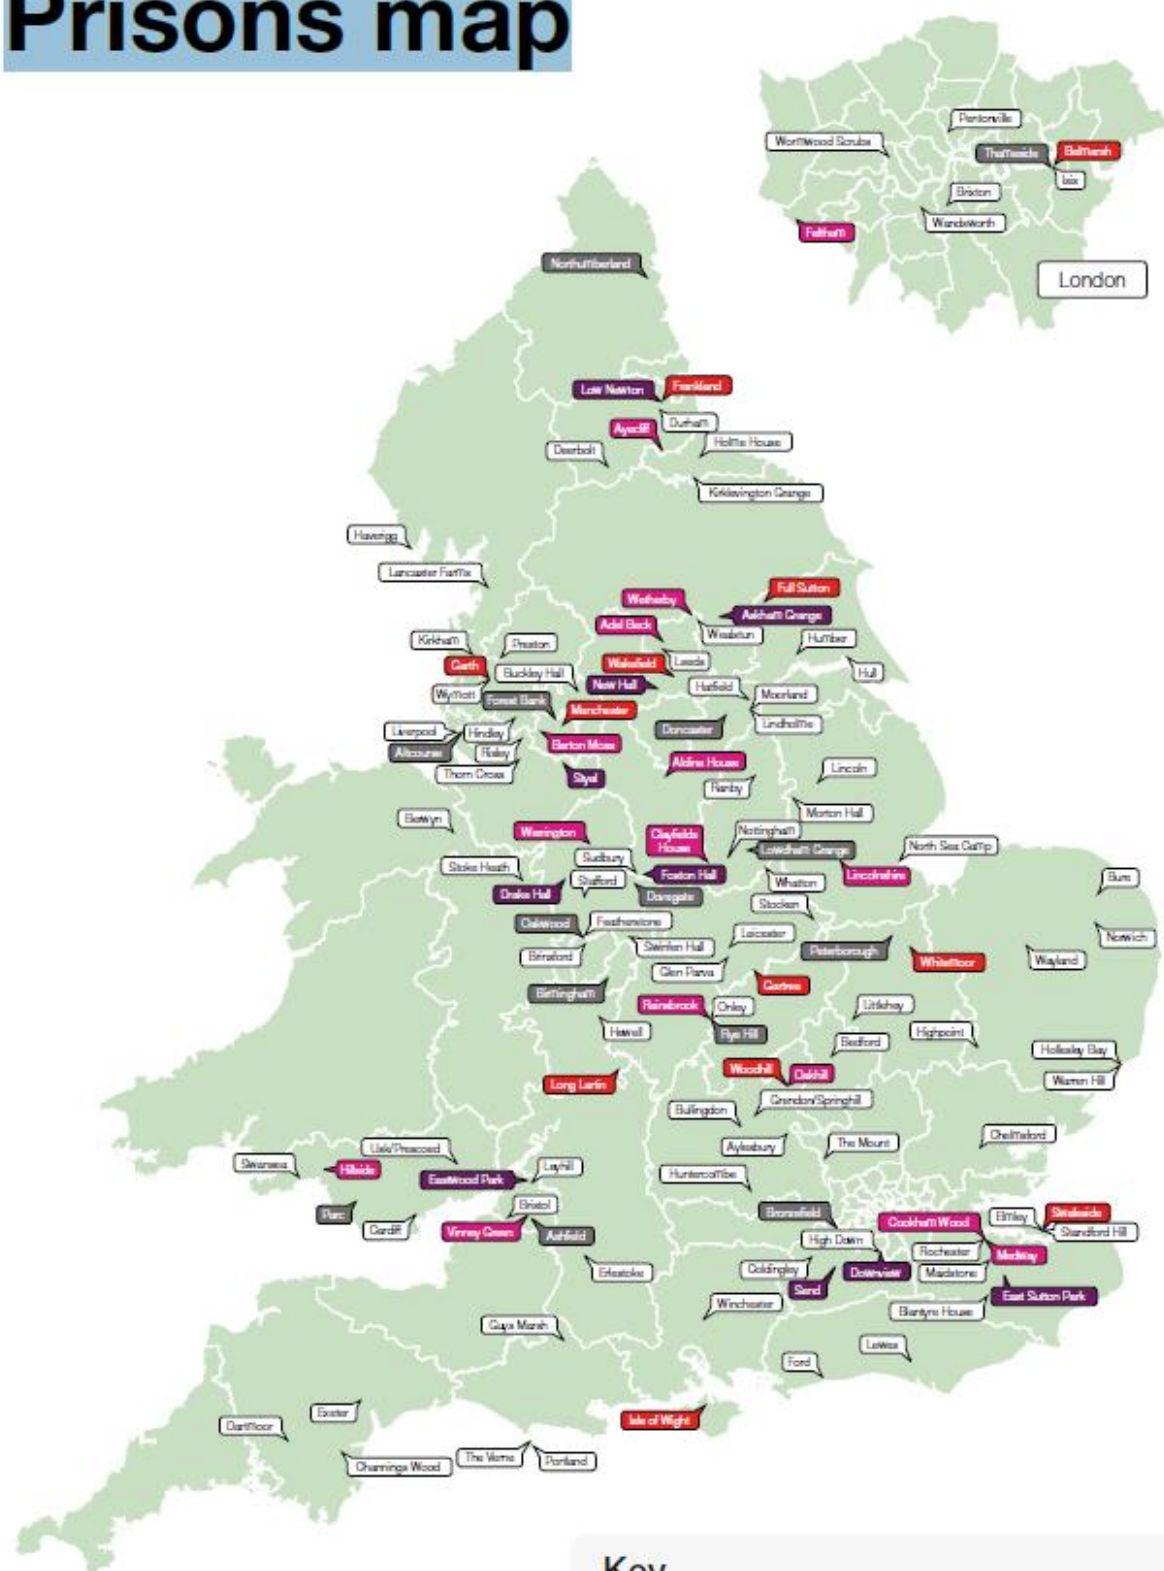 Prisons map
Pentonville
Wormwood Scrubs
Thameside
Belmarsh
Isis
Brixton
Wandsworth
Feltham
London
Northumberland
Low Newton
Frankland
Durham
Aycliff
Holme House
Deerbolt
Kirklevington Grange
Haverigg
Lancaster Farms
Full Sutton
Wetherby
Askham Grange
Adel Beck
Wealstun
Humber
Kirkham
Preston
Garth
Buckley Hall
Wakefield
Leeds
Hull
New Hall
Hatfield
Moorland
Wymott
Forest Bank
Manchester
Lindholme
Liverpool
Hindley
Doncaster
Altcourse
Risley
Barton Moss
Aldine House
Lincoln
Thorn Cross
Styal
Ranby
Morton Hall
Berwyn
Werrington
Clayfields
House
Nottingham
Lowdham Grange
North Sea Camp
Sudbury
Stoke Heath
Foston Hall
Lincolnshire
Bure
Stafford
Whatton
Drake Hall
Dovegate
Stocken
Oakwood
Featherstone
Leicester
Norwich
Swinfen Hall
Peterborough
Brinsford
Whitemoor
Wayland
Glen Parva
Gartree
Birmingham
Rainsbrook
Onley
Littlehey
Hewell
Rye Hill
Highpoint
Bedford
Hollesley Bay
Woodhill
Oakhill
Warren Hill
Long Lartin
Grendon/Springhill
Bullingdon
Chelmsford
Aylesbury
The Mount
Usk/Prescoed
Swansea
Hillside
Leyhill
Huntercombe
Eastwood Park
Bristol
Parc
Bronzefield
Cookham Wood
Elmley
Swaleside
Cardiff
Vinney Green
Ashfield
Standford Hill
High Down
Rochester
Medway
Erlestoke
Coldingley
Downview
Maidstone
Send
East Sutton Park
Winchester
Blantyre House
Guys Marsh
Lewes
Ford
Exeter
Isle of Wight
Dartmoor
The Verne
Portland
Channings Wood
Key